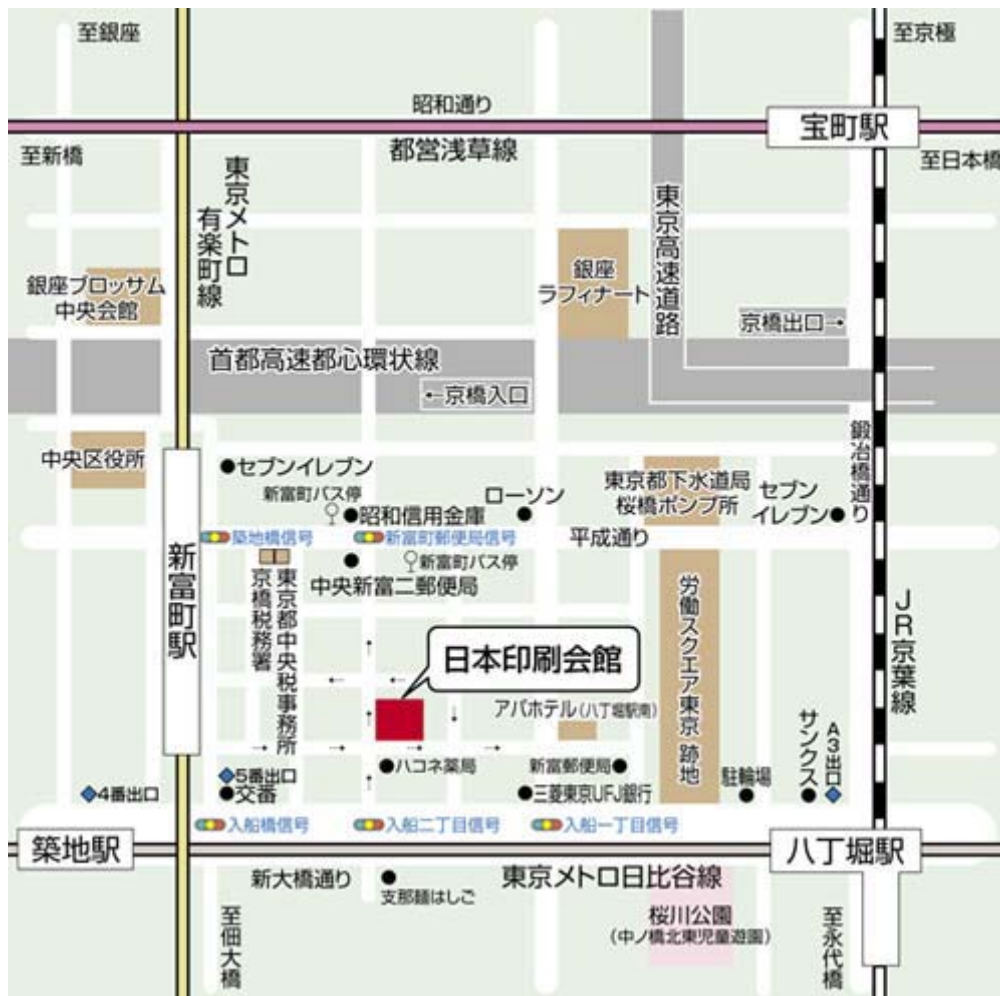 至銀座
至京極
昭和通り
宝町駅
至新橋
都営浅草線
至日本橋
東京メトロ
有楽町線
東京高速道路
銀座ブロッサム
中央会館
銀座
ラフィナート
京橋出口→
首都高速都心環状線
←京橋入口
鍛冶橋通り
中央区役所
セブンイレブン
新富町バス停
昭和信用金庫
ローソン
東京都下水道局
桜橋ポンプ所
セブン
イレブン
築地橋信号
新富町郵便局信号
平成通り
新富町駅
新富町バス停
中央新富二郵便局
東京都中央税事務所
京橋税務署
労働スクエア東京 跡地
JR京葉線
日本印刷会館
アパホテル(八丁堀駅南)
サンクス
A3出口
ハコネ薬局
新富郵便局
5番出口
駐輪場
4番出口
交番
三菱東京UFJ銀行
入船橋信号
入船二丁目信号
入船一丁目信号
築地駅
八丁堀駅
新大橋通り
東京メトロ日比谷線
支那麺はしご
至佃大橋
桜川公園
(中ノ橋北東児童遊園)
至永代橋